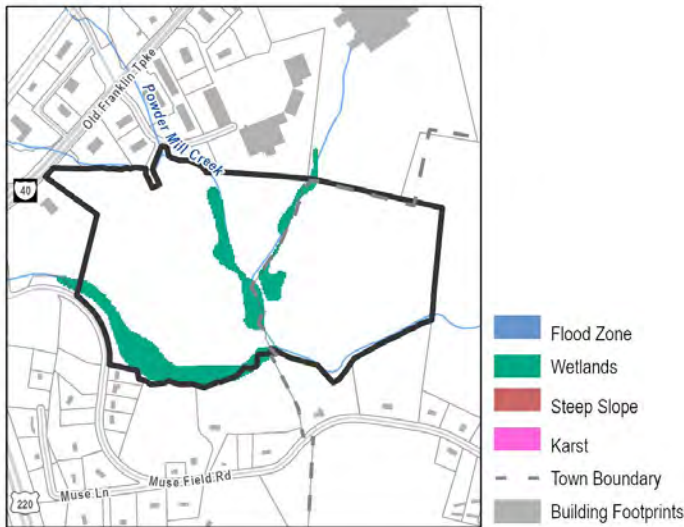 Old Franklin Tpke
Powder Mill Creek
40
Muse Field Rd
Muse Ln
220
Flood Zone
Wetlands
Steep Slope
Karst
Town Boundary
Building Footprints